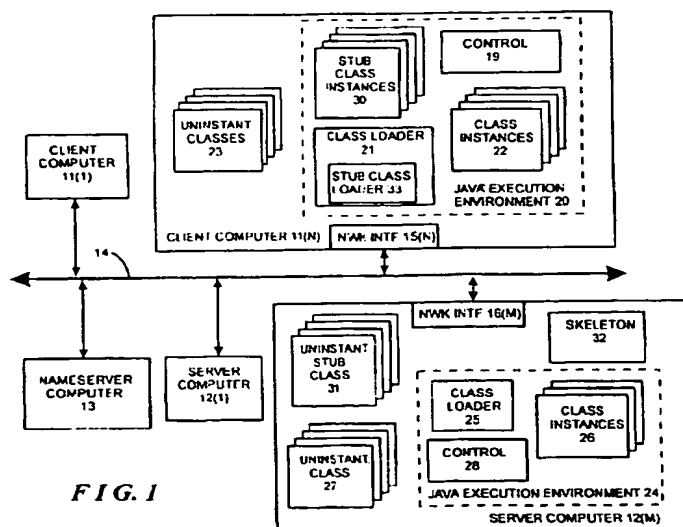 STUB
CLASS
INSTANCES
30
CONTROL
19
UNINSTANT
CLASSES
23
CLASS LOADER
21
STUB CLASS
LOADER 33
CLASS
INSTANCES
22
JAVA EXECUTION
ENVIRONMENT 20
CLIENT COMPUTER 11(N)
NWK INTF 15(N)
CLIENT
COMPUTER
11(1)
14
NAMESERVER
COMPUTER
13
SERVER
COMPUTER
12(1)
NWK INTF 16(M)
UNINSTANT
STUB
CLASS
31
SKELETON
32
UNINSTANT
CLASS
27
CLASS
LOADER
25
CLASS
INSTANCES
26
CONTROL
28
JAVA EXECUTION ENVIRONMENT 24
SERVER COMPUTER 12(M)
FIG. 1